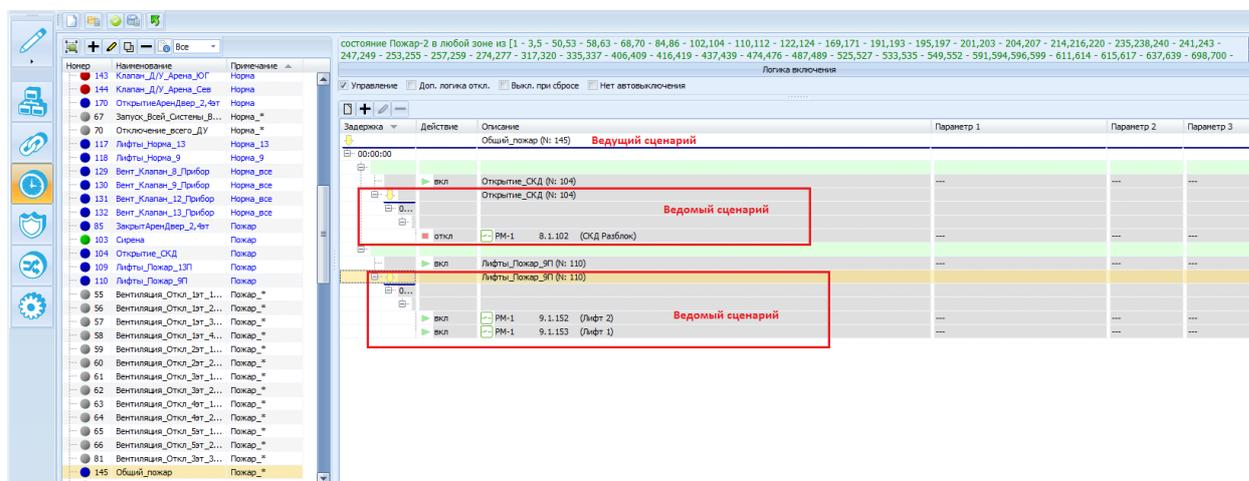 Все
Номер Наименование Примечание
143 Клапан_Д/У_Арена_ЮГ Норма
144 Клапан_Д/У_Арена_Сев Норма
170 ОткрытиеАренДвер_2,4эт Норма
67 Запуск_Всей_Системы_В... Норма_*
70 Отключение_всего_ДУ Норма_*
117 Лифты_Норма_13 Норма_13
118 Лифты_Норма_9 Норма_9
129 Вент_Клапан_8_Прибор Норма_все
130 Вент_Клапан_9_Прибор Норма_все
131 Вент_Клапан_12_Прибор Норма_все
132 Вент_Клапан_13_Прибор Норма_все
85 ЗакрытАренДвер_2,4эт Пожар
103 Сирена Пожар
104 Открытие_СКД Пожар
109 Лифты_Пожар_13П Пожар
110 Лифты_Пожар_9П Пожар
55 Вентиляция_Откл_1эт_1... Пожар_*
56 Вентиляция_Откл_1эт_2... Пожар_*
57 Вентиляция_Откл_1эт_3... Пожар_*
58 Вентиляция_Откл_1эт_4... Пожар_*
59 Вентиляция_Откл_2эт_1... Пожар_*
60 Вентиляция_Откл_2эт_2... Пожар_*
61 Вентиляция_Откл_3эт_1... Пожар_*
62 Вентиляция_Откл_3эт_2... Пожар_*
63 Вентиляция_Откл_4эт_1... Пожар_*
64 Вентиляция_Откл_4эт_2... Пожар_*
65 Вентиляция_Откл_5эт_1... Пожар_*
66 Вентиляция_Откл_5эт_2... Пожар_*
81 Вентиляция_Откл_3эт_3... Пожар_*
145 Общий_пожар Пожар_*
состояние Пожар-2 в любой зоне из [1 - 3,5 - 50,53 - 58,63 - 68,70 - 84,86 - 102,104 - 110,112 - 122,124 - 169,171 - 191,193 - 195,197 - 201,203 - 204,207 - 214,216,220 - 235,238,240 - 241,243 -
247,249 - 253,255 - 257,259 - 274,277 - 317,320 - 335,337 - 406,409 - 416,419 - 437,439 - 474,476 - 487,489 - 525,527 - 533,535 - 549,552 - 591,594,596,599 - 611,614 - 615,617 - 637,639 - 698,700 -
Логика включения
Управление Доп. логика откл. Выкл. при сбросе Нет автовыключения
Задержка Действие Описание Параметр 1 Параметр 2 Параметр 3
Общий_пожар (N: 145) Ведущий сценарий
00:00:00
вкл Открытие_СКД (N: 104) --- --- ---
Открытие_СКД (N: 104)
Ведомый сценарий
0...
откл РМ-1 8.1.102 (СКД Разблок) --- --- ---
вкл Лифты_Пожар_9П (N: 110) --- --- ---
Лифты_Пожар_9П (N: 110)
0...
Ведомый сценарий
вкл РМ-1 9.1.152 (Лифт 2) --- --- ---
вкл РМ-1 9.1.153 (Лифт 1) --- --- ---